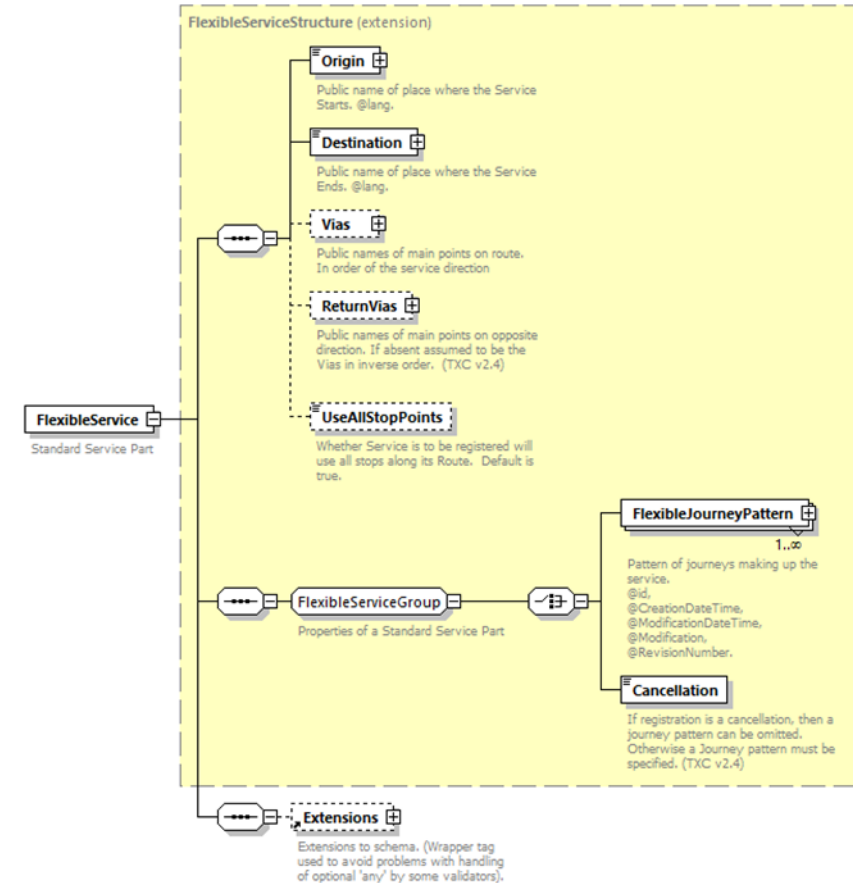 FlexibleServiceStructure (extension)
Origin
Public name of place where the Service
Starts. @lang.
Destination
Public name of place where the Service
Ends. @lang.
Vias
Public names of main points on route.
In order of the service direction
ReturnVias
Public names of main points on opposite
direction. If absent assumed to be the
Vias in inverse order. (TXC v2.4)
UseAllStopPoints
Whether Service is to be registered will
use all stops along its Route. Default is
true.
FlexibleService
Standard Service Part
FlexibleJourneyPattern
1..∞
Pattern of journeys making up the
service.
@id,
@CreationDateTime,
@ModificationDateTime,
@Modification,
@RevisionNumber.
FlexibleServiceGroup
Properties of a Standard Service Part
Cancellation
If registration is a cancellation, then a
journey pattern can be omitted.
Otherwise a Journey pattern must be
specified. (TXC v2.4)
Extensions
Extensions to schema. (Wrapper tag
used to avoid problems with handling
of optional 'any' by some validators).